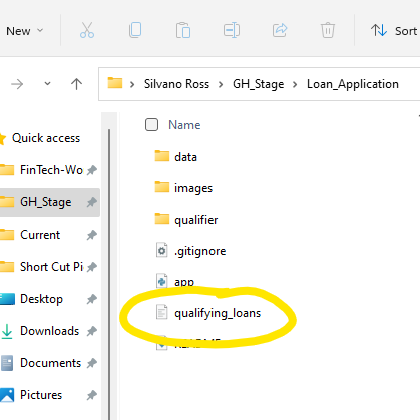 New
Sort
Silvano Ross > GH_Stage > Loan_Application
Name
Quick access
FinTech-Wo
GH_Stage
Current
Short Cut Pi
Desktop
Downloads
Documents
Pictures
data
images
qualifier
.gitignore
app
qualifying_loans